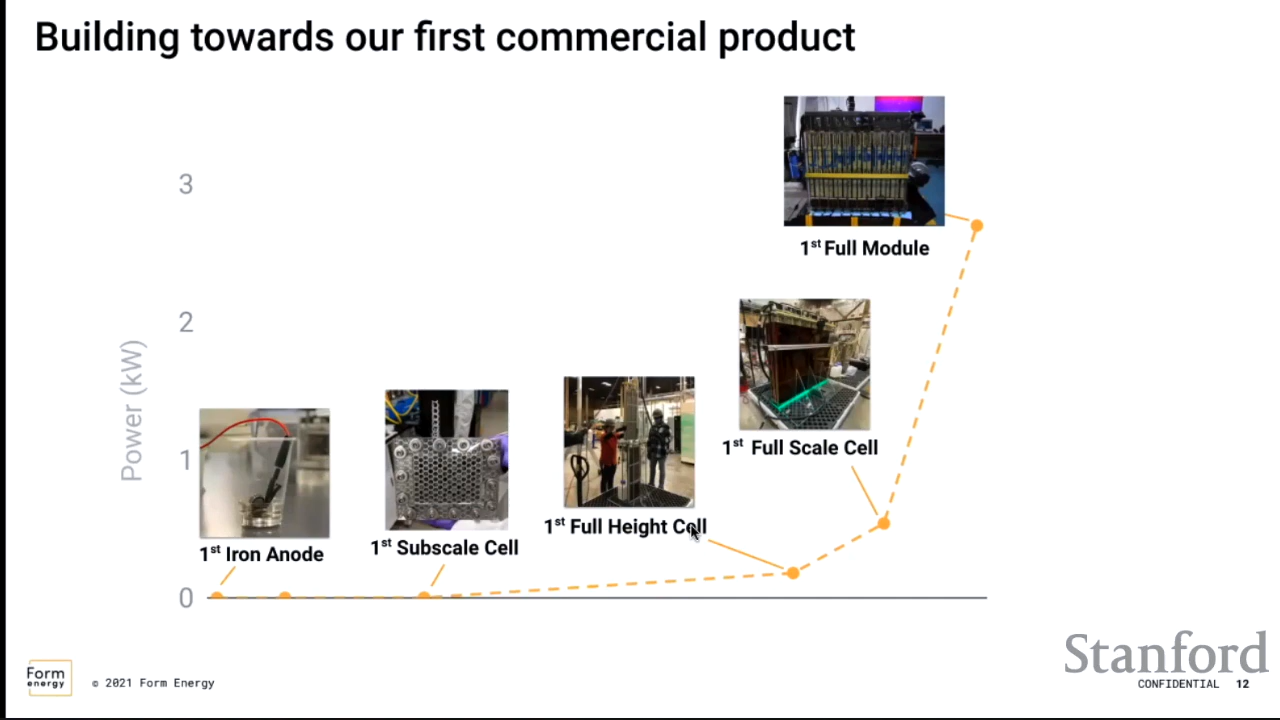 Building towards our first commercial product
3
2
1
0
Power (kW)
1st Full Module
1st Full Scale Cell
1st Full Height Cell
1st Subscale Cell
1st Iron Anode
Form
energy
© 2021 Form Energy
Stanford
CONFIDENTIAL 12